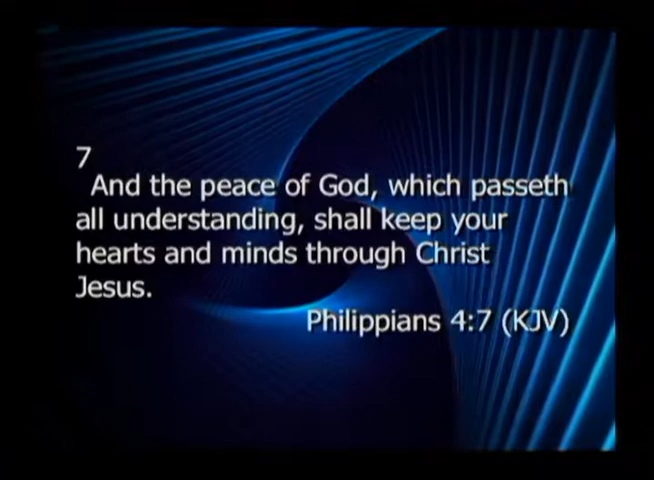 7
And the peace of God, which passeth
all understanding, shall keep your
hearts and minds through Christ
Jesus.
Philippians 4:7 (KJV)